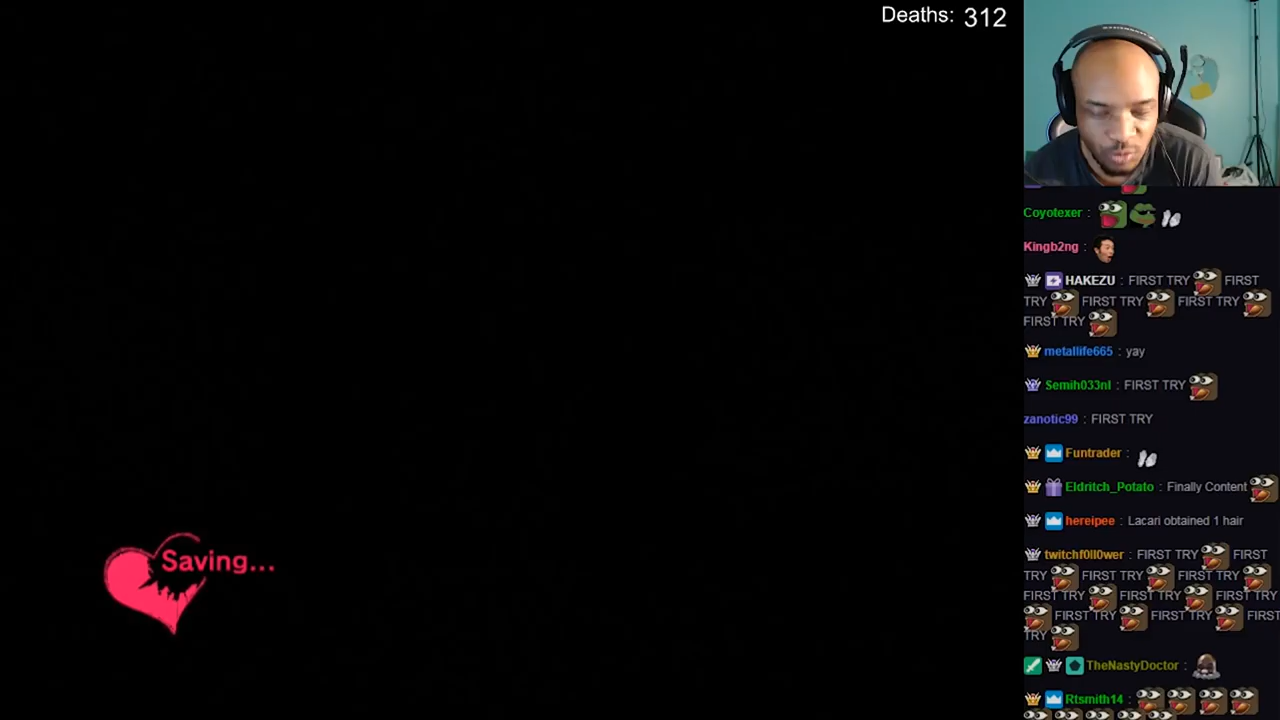 Deaths: 312
Coyotexer :
Kingb2ng :
HAKEZU : FIRST TRY FIRST
TRY FIRST TRY FIRST TRY
FIRST TRY
metallife665 : yay
Semih033nl : FIRST TRY
zanotic99 : FIRST TRY
Funtrader :
Eldritch_Potato : Finally Content
hereipee : Lacari obtained 1 hair
twitchf0ll0wer : FIRST TRY FIRST
TRY FIRST TRY FIRST TRY
FIRST TRY FIRST TRY FIRST TRY
FIRST TRY FIRST TRY FIRST
TRY
Saving...
TheNastyDoctor :
Rtsmith14 :